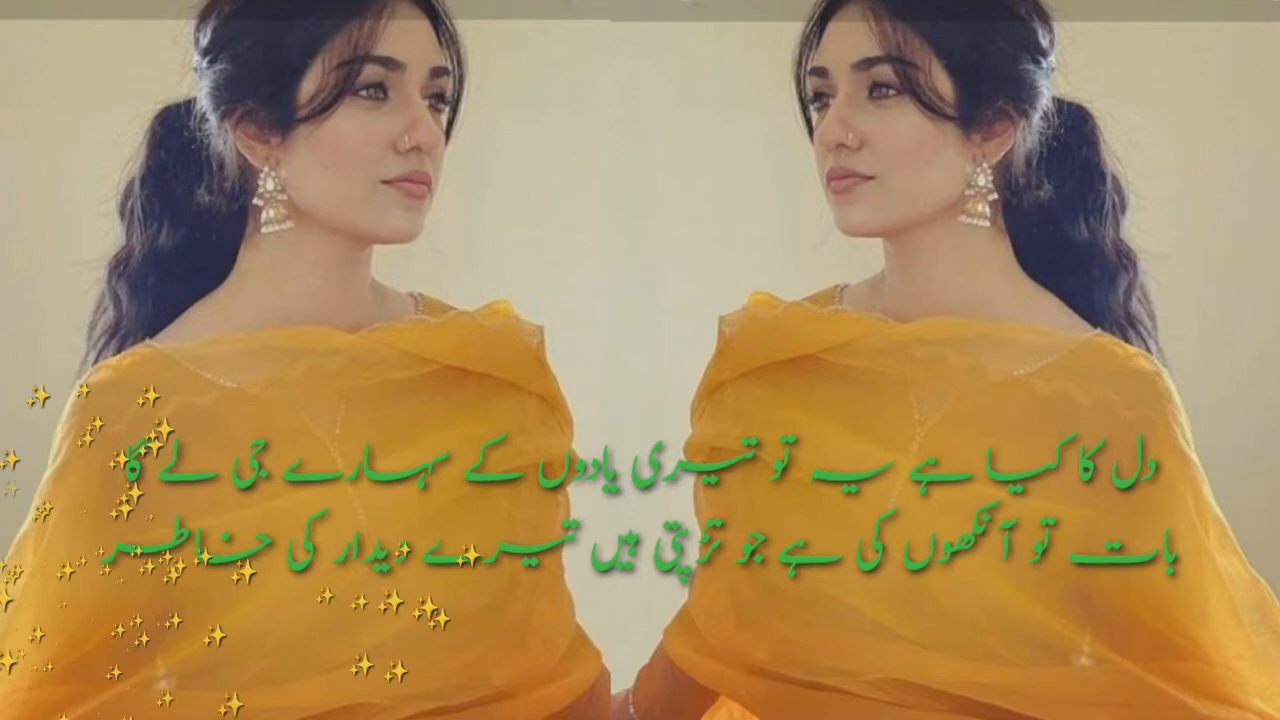 دل کا کیا ہے یہ تو تیری یادوں کے سہارے جی لے گا
بات تو آنکھوں کی ہے جو تڑپتی ہیں تیرے دیدار کی خاطر